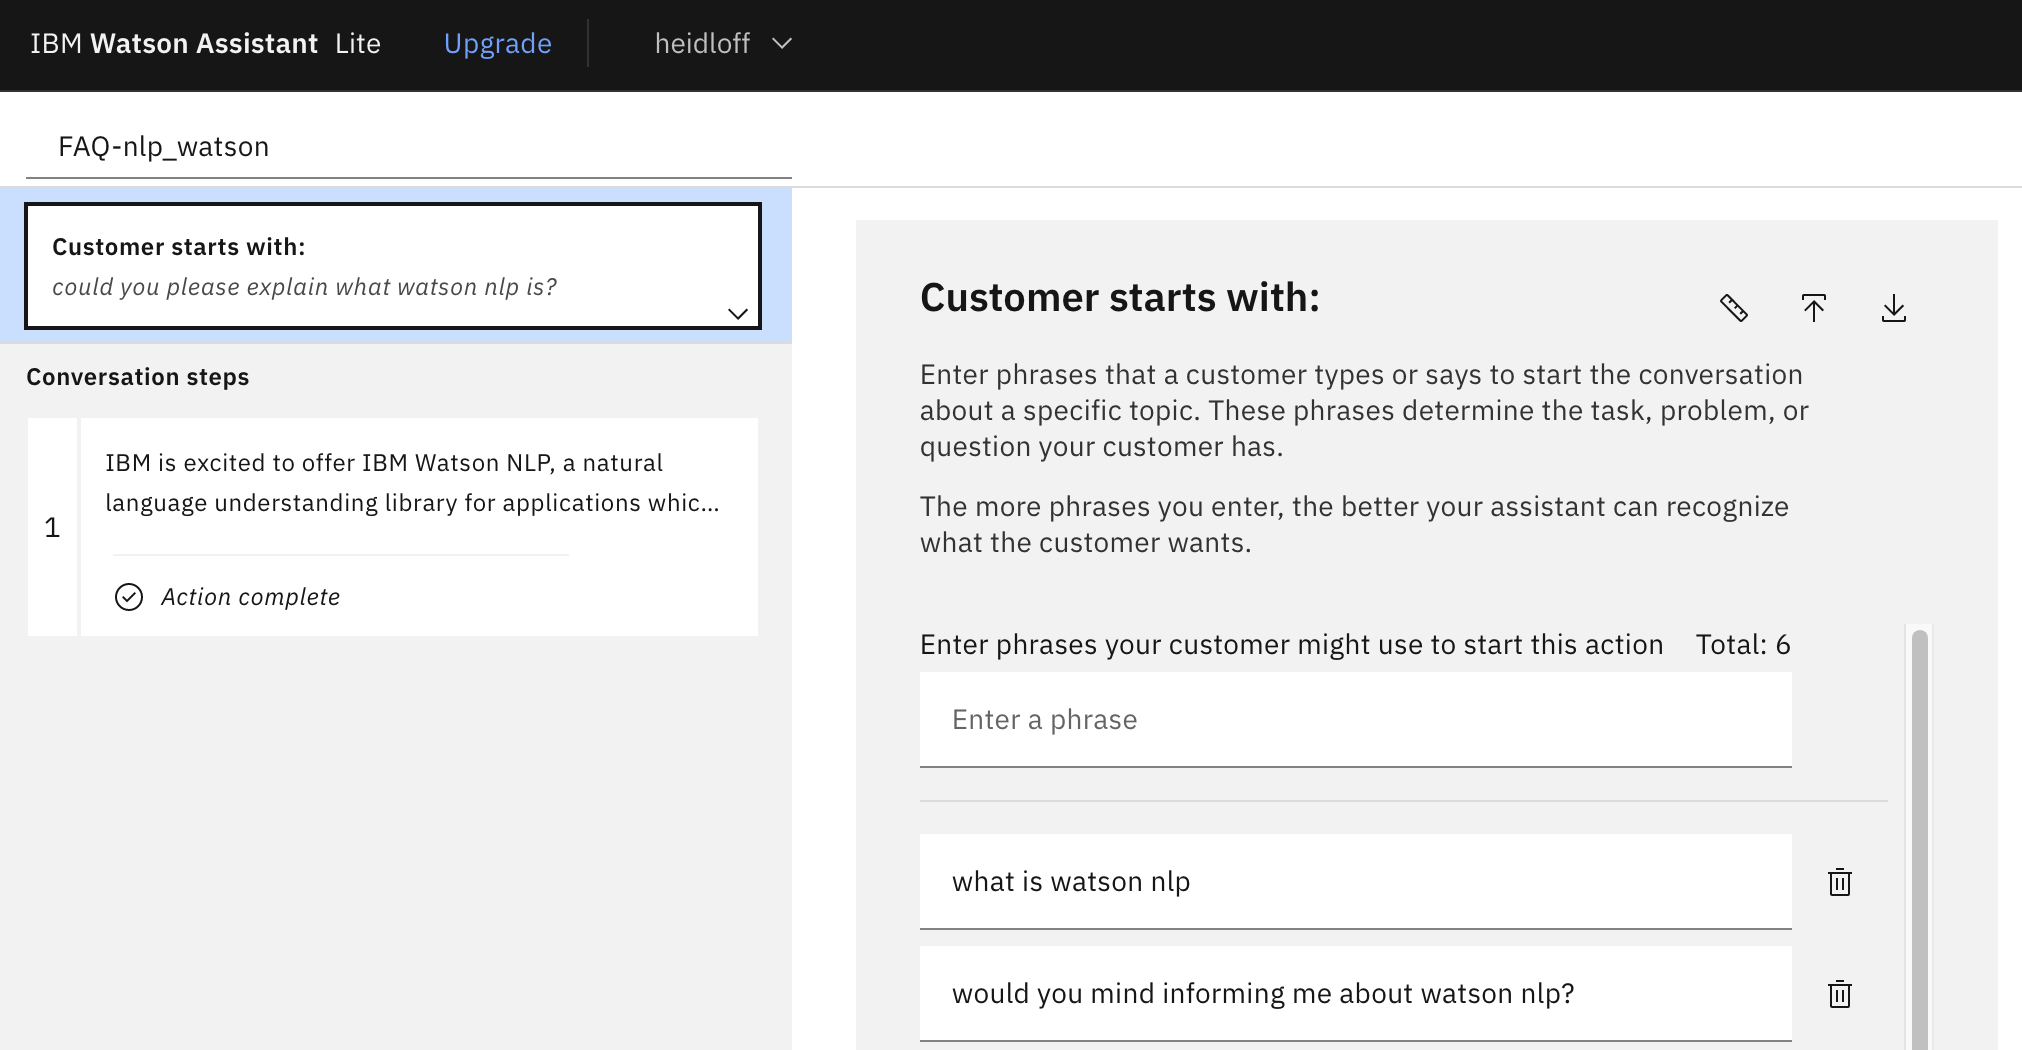 IBM Watson Assistant Lite Upgrade heidloff
FAQ-nlp_watson
Customer starts with:
could you please explain what watson nlp is?
Conversation steps
1
IBM is excited to offer IBM Watson NLP, a natural
language understanding library for applications whic...
Action complete
Customer starts with:
Enter phrases that a customer types or says to start the conversation
about a specific topic. These phrases determine the task, problem, or
question your customer has.
The more phrases you enter, the better your assistant can recognize
what the customer wants.
Enter phrases your customer might use to start this action Total: 6
Enter a phrase
what is watson nlp
would you mind informing me about watson nlp?